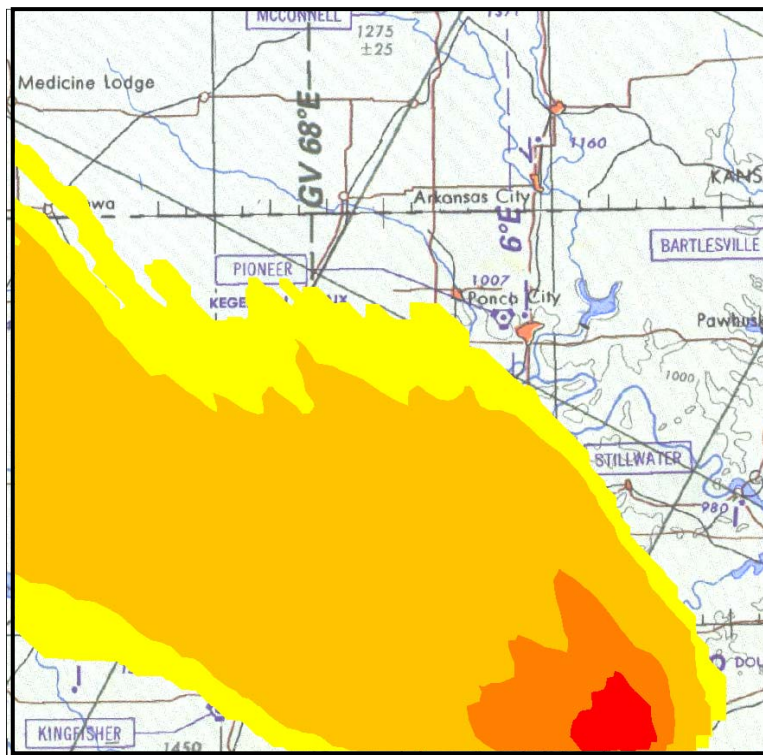 MCCONNELL
1275
±25
Medicine Lodge
GV 68°E
1160
KANS
Arkansas City
6°E
BARTLESVILLE
PIONEER
1007
Ponca City
Pawhusk
1000
STILLWATER
980
DOU
KINGFISHER
1450